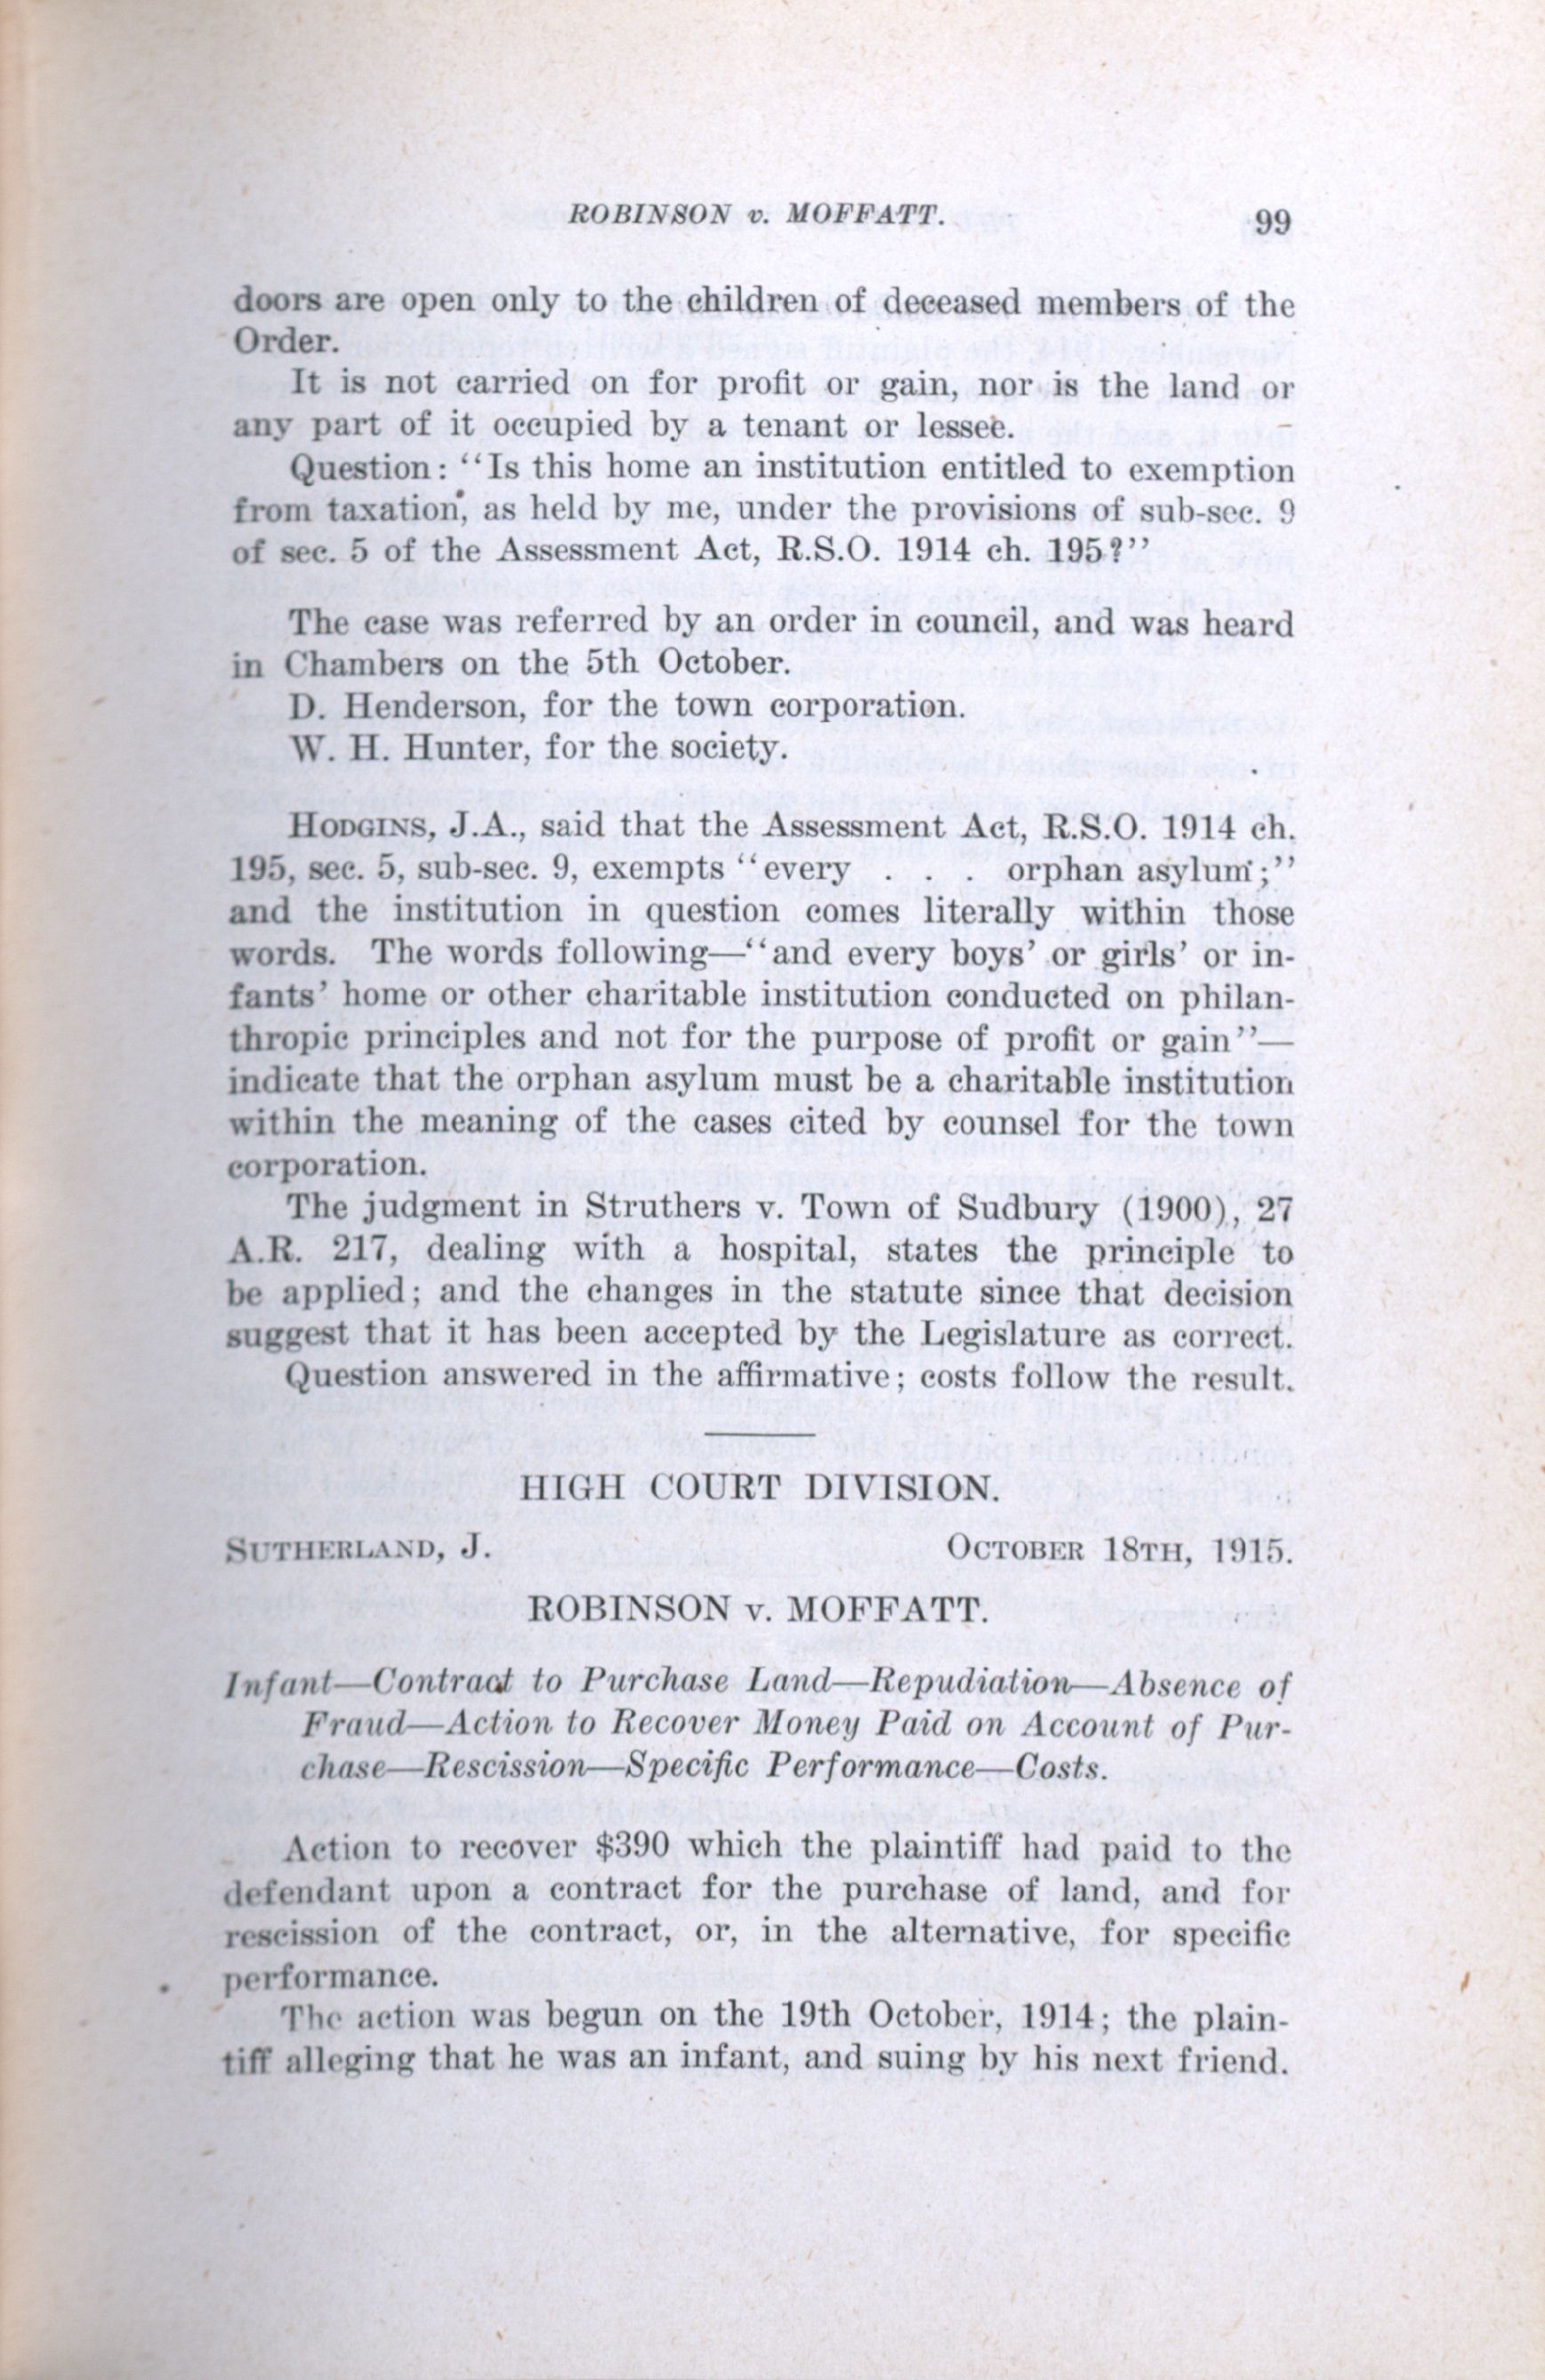 ROBINSON v. MOFFATT. 99
doors are open only to the children of deceased members of the
Order.
It is not carried on for profit or gain, nor is the land or
any part of it occupied by a tenant or lessee.
Question: "Is this home an institution entitled to exemption
from taxation, as held by me, under the provisions of sub-sec. 9
of sec. 5 of the Assessment Act, R.S.O. 1914 ch. 195?"
The case was referred by an order in council, and was heard
in Chambers on the 5th October.
D. Henderson, for the town corporation.
W. H. Hunter, for the society.
HODGINS, J.A., said that the Assessment Act, R.S.O. 1914 ch.
195, sec. 5, sub-sec. 9, exempts "every . . . orphan asylum;"
and the institution in question comes literally within those
words. The words following—"and every boys' or girls' or in-
fants' home or other charitable institution conducted on philan-
thropic principles and not for the purpose of profit or gain"—
indicate that the orphan asylum must be a charitable institution
within the meaning of the cases cited by counsel for the town
corporation.
The judgment in Struthers v. Town of Sudbury (1900), 27
A.R. 217, dealing with a hospital, states the principle to
be applied; and the changes in the statute since that decision
suggest that it has been accepted by the Legislature as correct.
Question answered in the affirmative; costs follow the result.
HIGH COURT DIVISION.
SUTHERLAND, J. OCTOBER 18TH, 1915.
ROBINSON v. MOFFATT.
Infant—Contract to Purchase Land—Repudiation—Absence of
Fraud—Action to Recover Money Paid on Account of Pur-
chase—Rescission—Specific Performance—Costs.
Action to recover $390 which the plaintiff had paid to the
defendant upon a contract for the purchase of land, and for
rescission of the contract, or, in the alternative, for specific
performance.
The action was begun on the 19th October, 1914; the plain-
tiff alleging that he was an infant, and suing by his next friend.